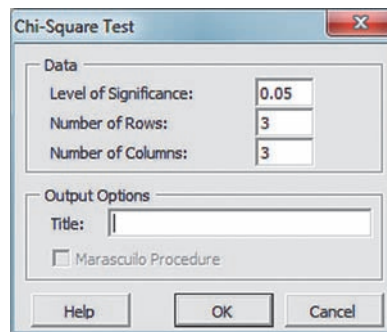 Chi-Square Test
x
Data
Level of Significance: 0.05
Number of Rows: 3
Number of Columns: 3
Output Options
Title:
Marascuilo Procedure
Help OK Cancel